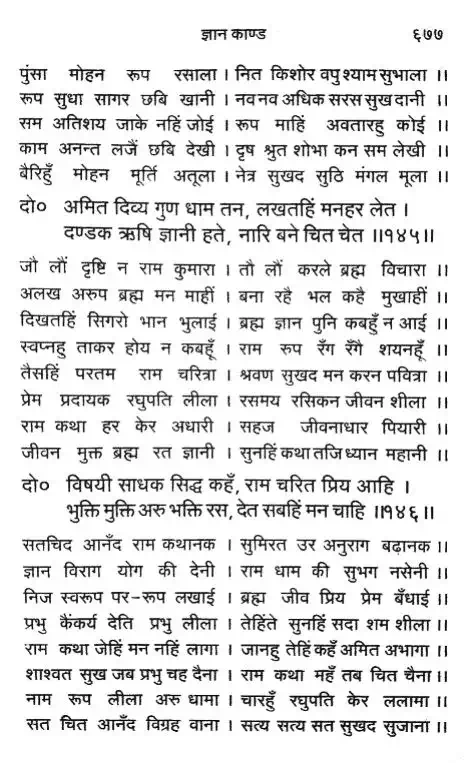 ज्ञान काण्ड ६७७
पुंसा मोहन रूप रसाला । नित किशोर वपु श्याम सुभाला ।।
रूप सुधा सागर छबि खानी । नव नव अधिक सरस सुख दानी ।।
सम अतिशय जाके नहिं जोई । रूप माहिं अवतारहु कोई ।।
काम अनन्त लजैं छबि देखी । दृष श्रुत शोभा कन सम लेखी ।।
बैरिहुँ मोहन मूर्ति अतूला । नेत्र सुखद सुठि मंगल मूला ।।
दो० अमित दिव्य गुण धाम तन, लखतहिं मनहर लेत ।
दण्डक ऋषि ज्ञानी हते, नारि बने चित चेत ।।१४५।।
जौ लौं दृष्टि न राम कुमारा । तौ लौं करले ब्रह्म विचारा ।।
अलख अरुप ब्रह्म मन माहीं । बना रहै भल कहै मुखाहीं ।।
दिखतहिं सिगरो भान भुलाई । ब्रह्म ज्ञान पुनि कबहुँ न आई ।।
स्वप्नहु ताकर होय न कबहूँ । राम रुप रँग रँगै शयनहूँ ।।
तैसहिं परतम राम चरित्रा । श्रवण सुखद मन करन पवित्रा ।।
प्रेम प्रदायक रघुपति लीला । रसमय रसिकन जीवन शीला ।।
राम कथा हर केर अधारी । सहज जीवनाधार पियारी ।।
जीवन मुक्त ब्रह्म रत ज्ञानी । सुनहिं कथा तजि ध्यान महानी ।।
दो० विषयी साधक सिद्ध कहँ, राम चरित प्रिय आहि ।
भुक्ति मुक्ति अरु भक्ति रस, देत सबहिं मन चाहि ।।१४६।।
सतचिद आनँद राम कथानक । सुमिरत उर अनुराग बढ़ानक ।।
ज्ञान विराग योग की देनी । राम धाम की सुभग नसेनी ।।
निज स्वरूप पर-रूप लखाई । ब्रह्म जीव प्रिय प्रेम बँधाई ।।
प्रभु कैंकर्य देति प्रभु लीला । तेहिंते सुनहिं सदा शम शीला ।।
राम कथा जेहिं मन नहिं लागा । जानहु तेहिं कहँ अमित अभागा ।।
शाश्वत सुख जब प्रभु चह दैना । राम कथा महँ तब चित चैना ।।
नाम रूप लीला अरु धामा । चारहुँ रघुपति केर ललामा ।।
सत चित आनँद विग्रह वाना । सत्य सत्य सत सुखद सुजाना ।।